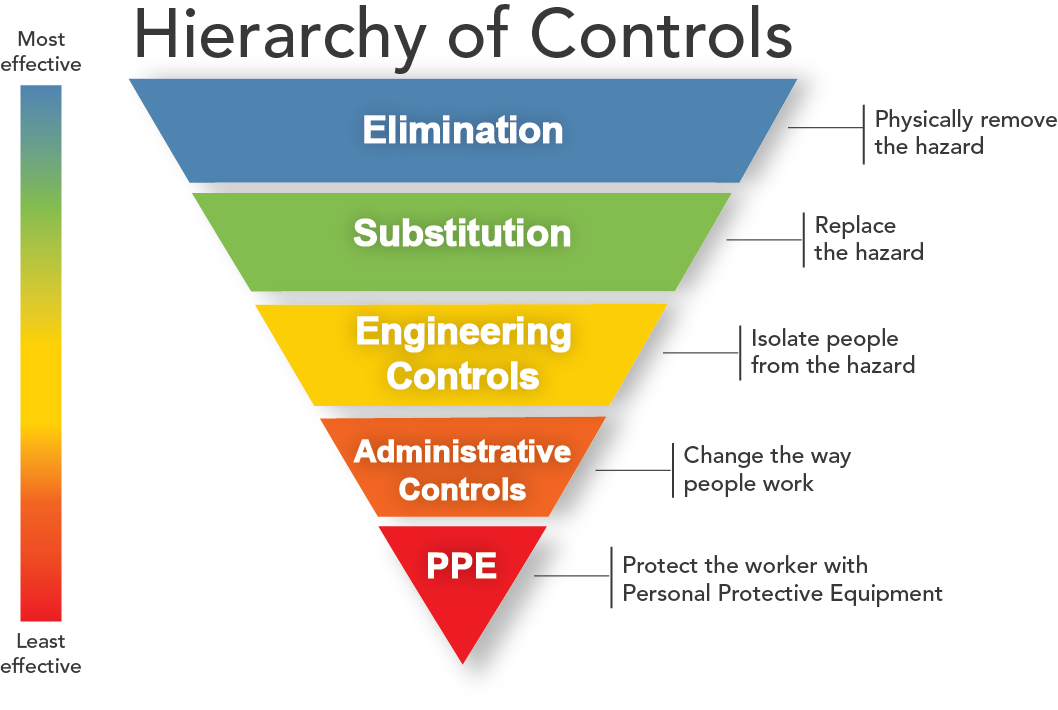 Hierarchy of Controls
Most
effective
Elimination
Physically remove
the hazard
Substitution
Replace
the hazard
Engineering
Controls
Isolate people
from the hazard
Administrative
Controls
Change the way
people work
PPE
Protect the worker with
Personal Protective Equipment
Least
effective